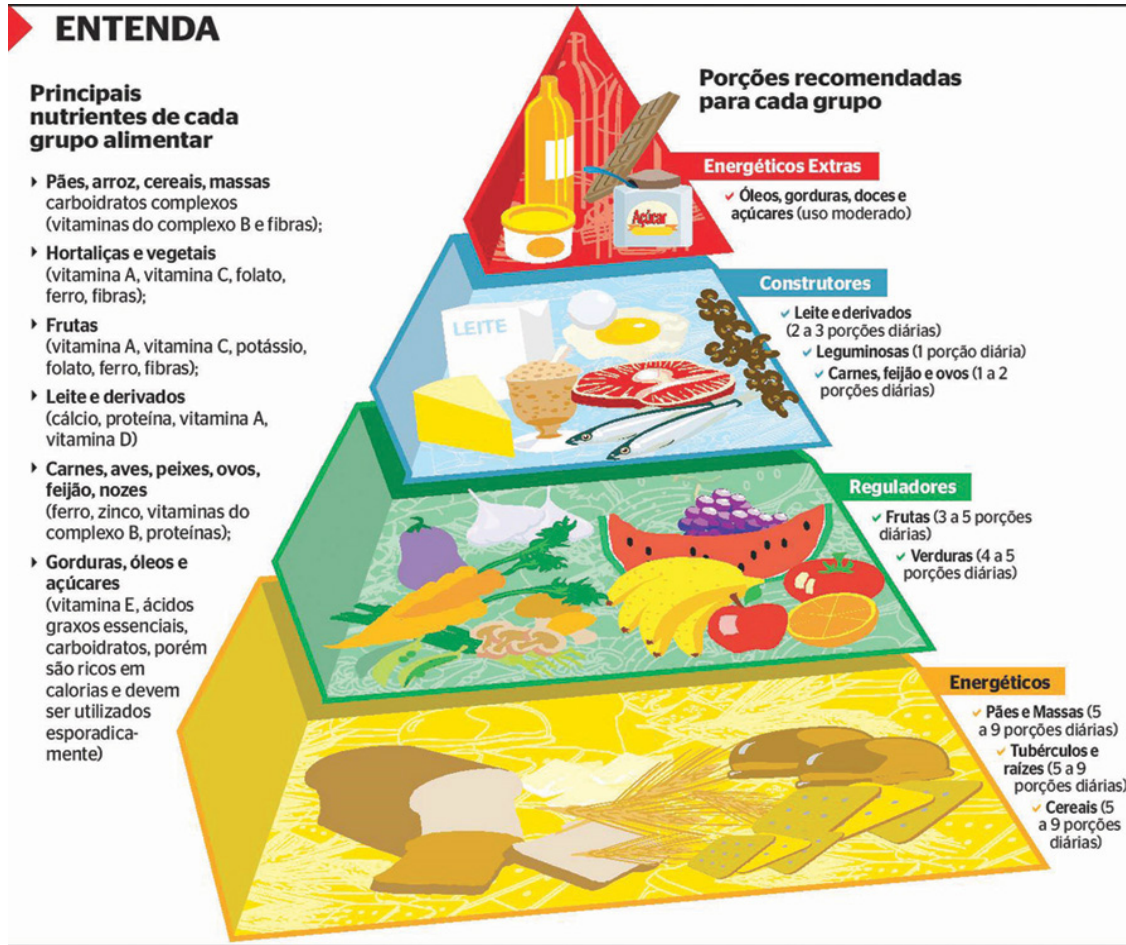 ENTENDA
Principais
nutrientes de cada
grupo alimentar
Pães, arroz, cereais, massas
carboidratos complexos
(vitaminas do complexo B e fibras);
Hortaliças e vegetais
(vitamina A, vitamina C, folato,
ferro, fibras);
Frutas
(vitamina A, vitamina C, potássio,
folato, ferro, fibras);
Leite e derivados
(cálcio, proteína, vitamina A,
vitamina D)
Carnes, aves, peixes, ovos,
feijão, nozes
(ferro, zinco, vitaminas do
complexo B, proteínas);
Gorduras, óleos e
açúcares
(vitamina E, ácidos
graxos essenciais,
carboidratos, porém
são ricos em
calorias e devem
ser utilizados
esporadica-
mente)
Porções recomendadas
para cada grupo
Energéticos Extras
Óleos, gorduras, doces e
açúcares (uso moderado)
Açúcar
Construtores
Leite e derivados
(2 a 3 porções diárias)
Leguminosas (1 porção diária)
Carnes, feijão e ovos (1 a 2
porções diárias)
LEITE
Reguladores
Frutas (3 a 5 porções
diárias)
Verduras (4 a 5
porções diárias)
Energéticos
Pães e Massas (5
a 9 porções diárias)
Tubérculos e
raízes (5 a 9
porções diárias)
Cereais (5
a 9 porções
diárias)